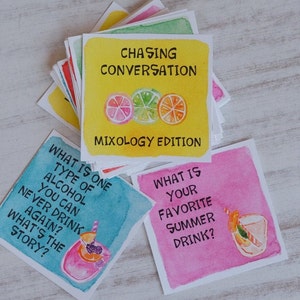 CHASING
CONVERSATION
MIXOLOGY EDITION
WHAT IS ONE
TYPE OF
ALCOHOL
YOU CAN
NEVER DRINK
AGAIN?
WHAT'S THE
STORY?
WHAT IS
YOUR
FAVORITE
SUMMER
DRINK?